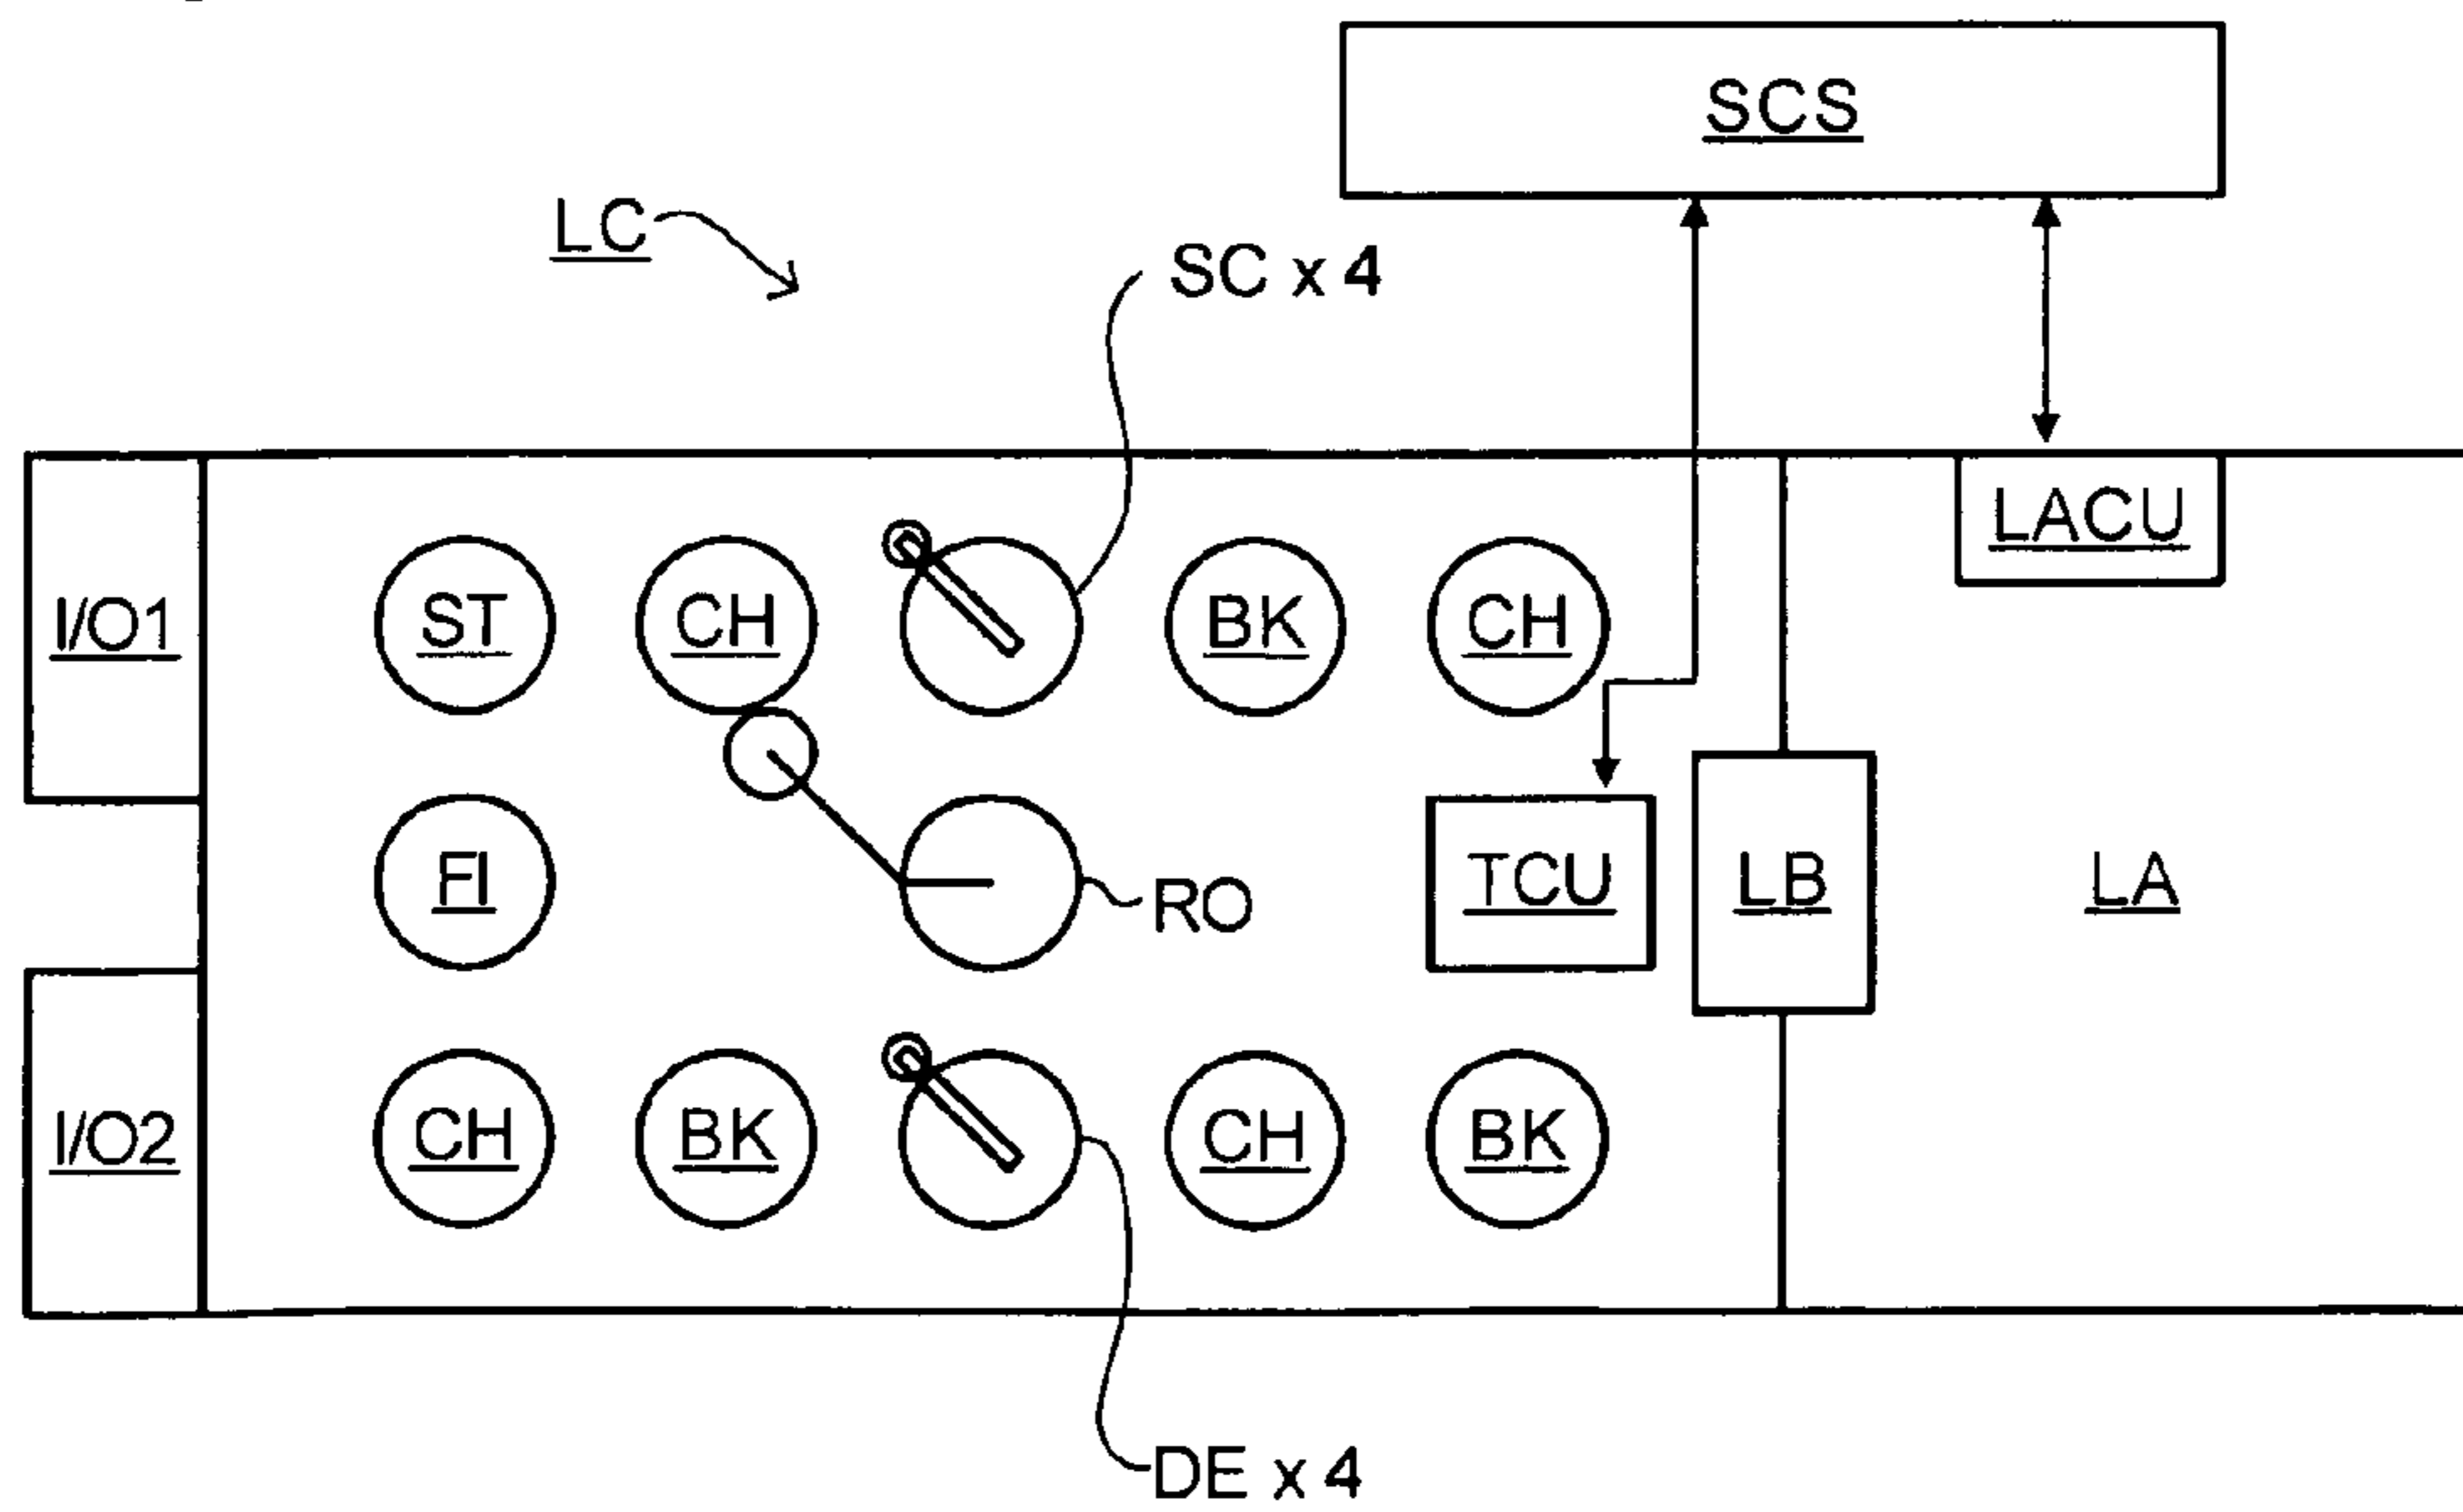 SCS
LC
SC x 4
LACU
I/O1
ST
CH
BK
CH
FI
RO
TCU
LB
LA
I/O2
CH
BK
CH
BK
DE x 4